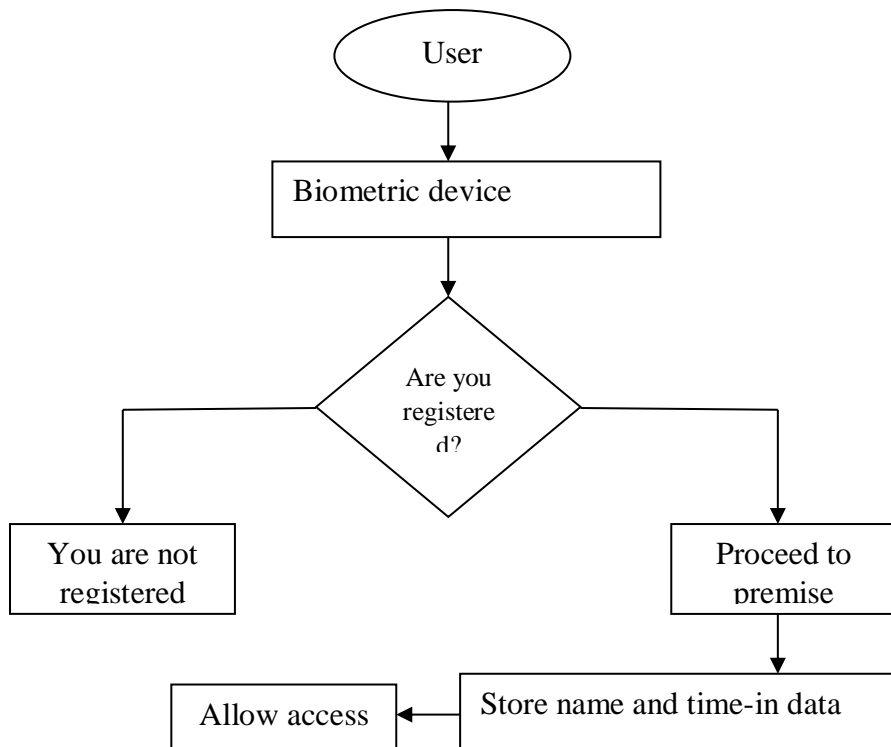 User
Biometric device
Are you
registere
d?
You are not
registered
Proceed to
premise
Store name and time-in data
Allow access